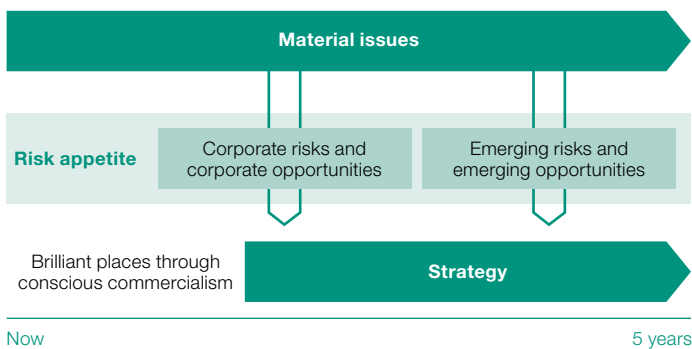 Material issues
Risk appetite
Corporate risks and
corporate opportunities
Emerging risks and
emerging opportunities
Brilliant places through
conscious commercialism
Strategy
Now
5 years